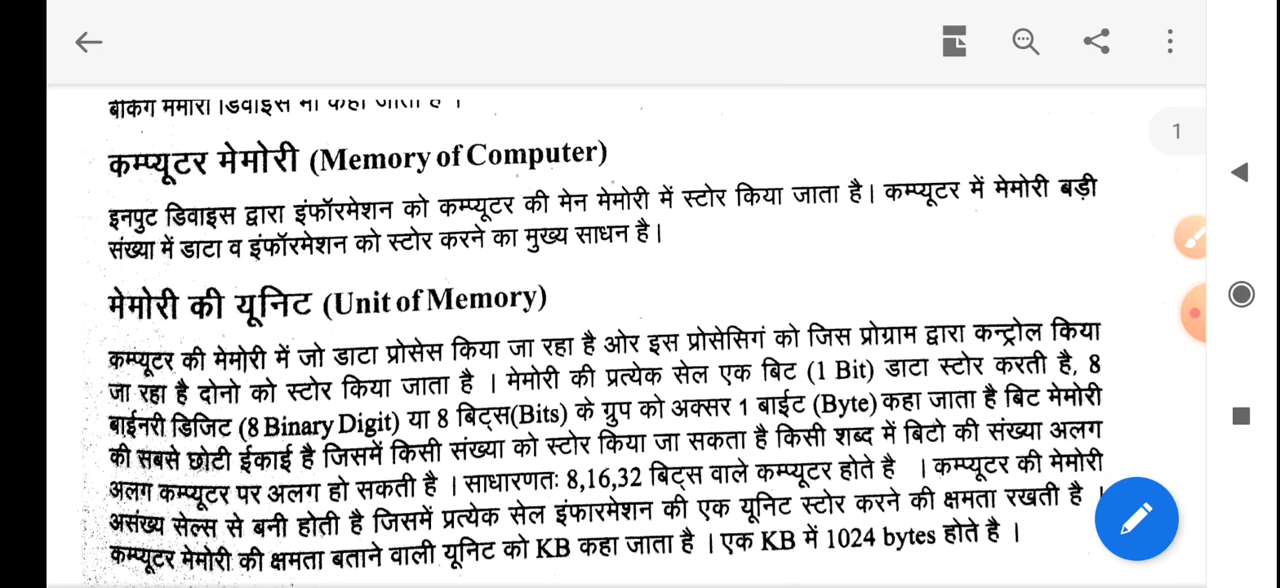 1
कम्प्यूटर मेमोरी (Memory of Computer)
इनपुट डिवाइस द्वारा इंफॉरमेशन को कम्प्यूटर की मेन मेमोरी में स्टोर किया जाता है। कम्प्यूटर में मेमोरी बड़ी
संख्या में डाटा व इंफॉरमेशन को स्टोर करने का मुख्य साधन है।
मेमोरी की यूनिट (Unit of Memory)
कम्प्यूटर की मेमोरी में जो डाटा प्रोसेस किया जा रहा है ओर इस प्रोसेसिगं को जिस प्रोग्राम द्वारा कन्ट्रोल किया
जा रहा है दोनो को स्टोर किया जाता है । मेमोरी की प्रत्येक सेल एक बिट (1 Bit) डाटा स्टोर करती है, 8
बाईनरी डिजिट (8 Binary Digit) या 8 बिट्स(Bits) के ग्रुप को अक्सर 1 बाईट (Byte) कहा जाता है बिट मेमोरी
की सबसे छोटी ईकाई है जिसमें किसी संख्या को स्टोर किया जा सकता है किसी शब्द में बिटो की संख्या अलग
अलग कम्प्यूटर पर अलग हो सकती है । साधारणतः 8,16,32 बिट्स वाले कम्प्यूटर होते है । कम्प्यूटर की मेमोरी
असंख्य सेल्स से बनी होती है जिसमें प्रत्येक सेल इंफारमेशन की एक यूनिट स्टोर करने की क्षमता रखती है ।
कम्प्यूटर मेमोरी की क्षमता बताने वाली यूनिट को KB कहा जाता है । एक KB में 1024 bytes होते है ।